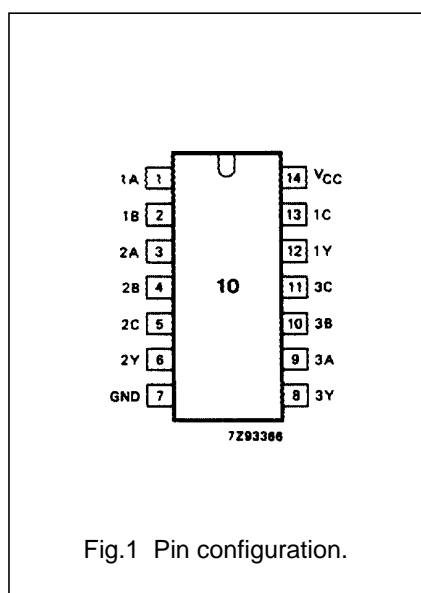 1A 1 14 VCC
1B 2 13 1C
2A 3 12 1Y
2B 4 10 11 3C
2C 5 10 3B
2Y 6 9 3A
GND 7 8 3Y
7Z93366
Fig.1 Pin configuration.